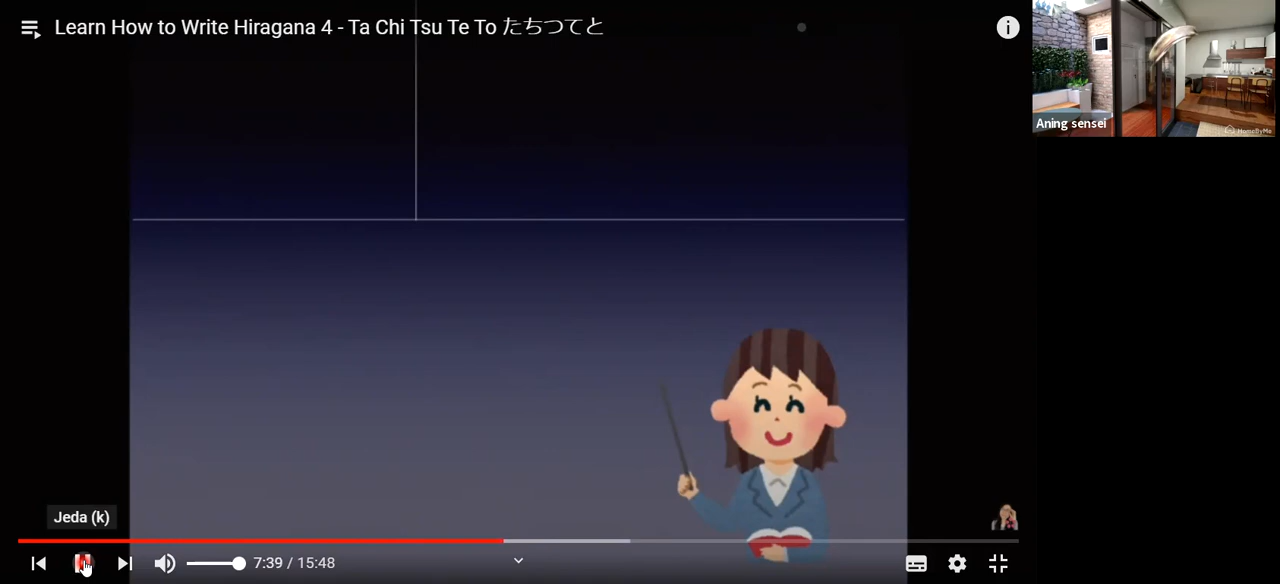 Learn How to Write Hiragana 4 - Ta Chi Tsu Te To たちつてと
Aning sensei
HomeByMe
Jeda (k)
7:39 / 15:48